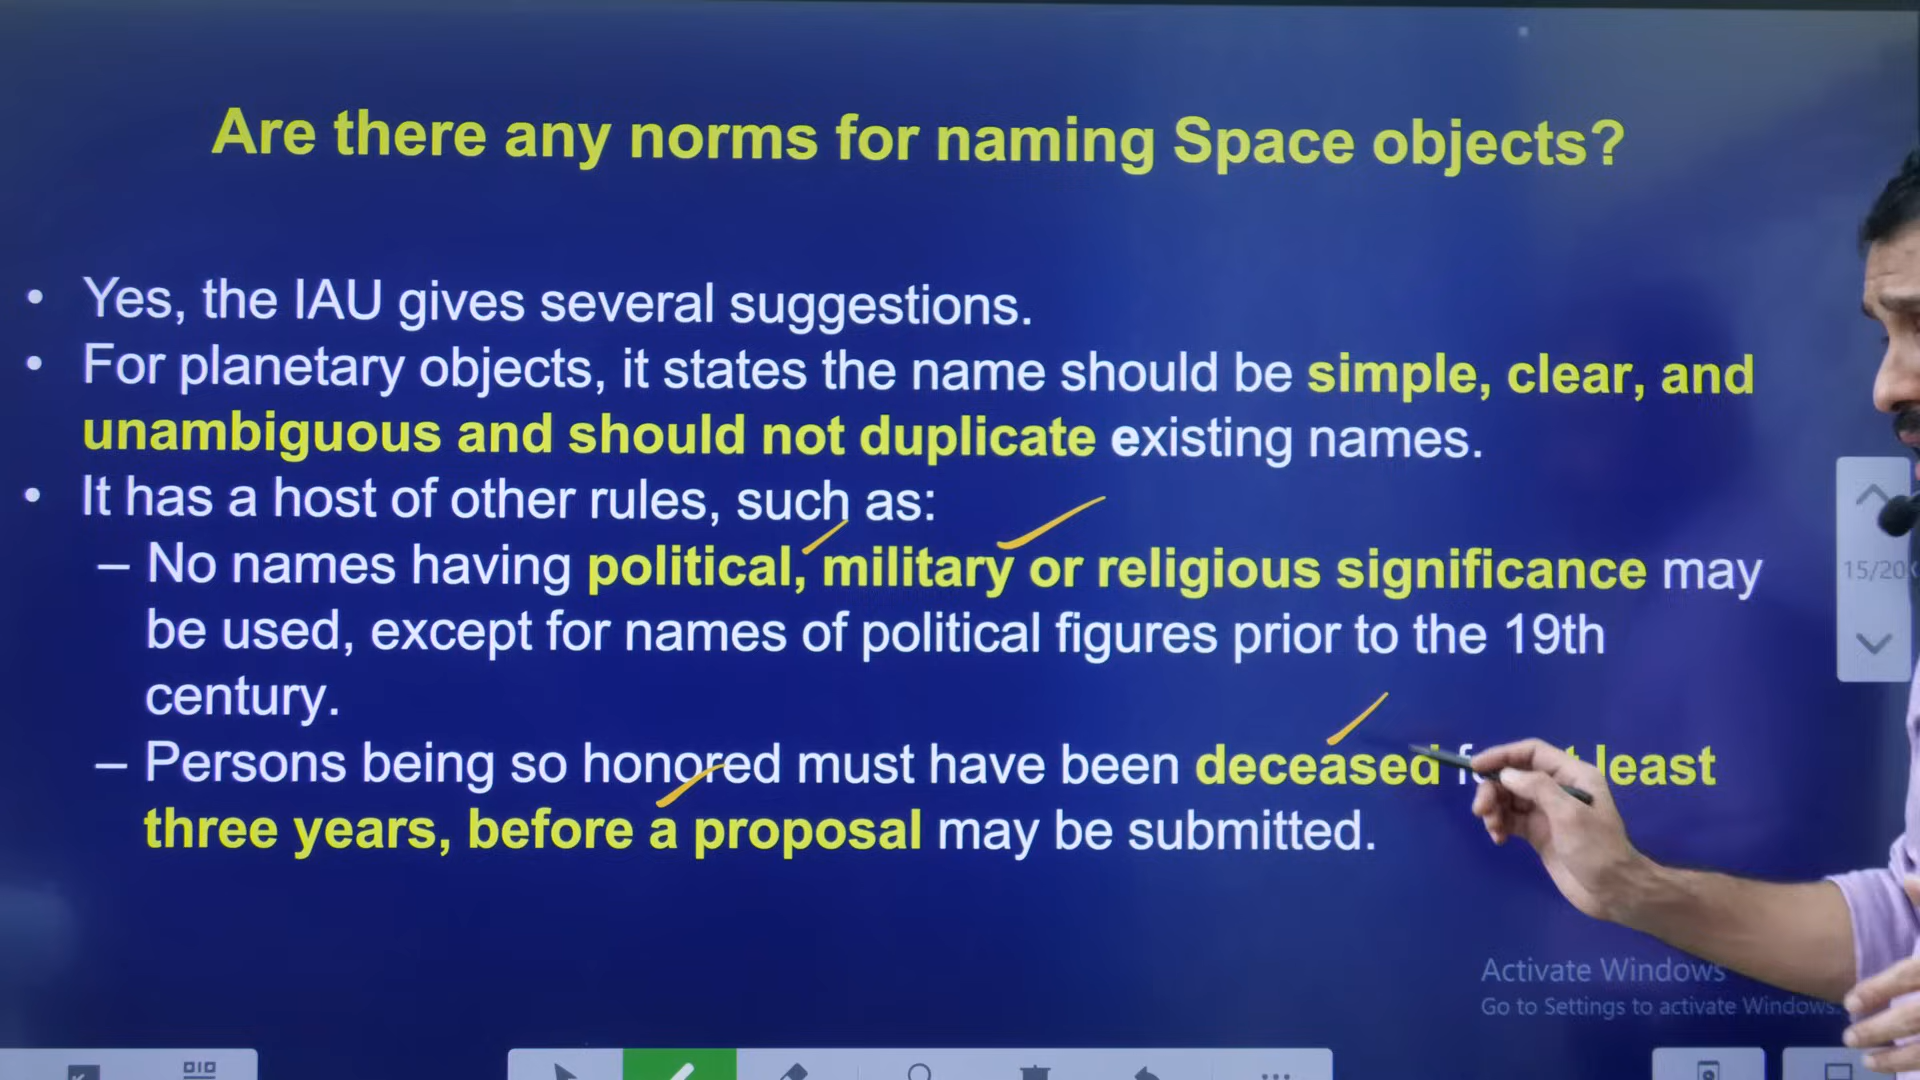 Are there any norms for naming Space objects?
• Yes, the IAU gives several suggestions.
• For planetary objects, it states the name should be simple, clear, and
unambiguous and should not duplicate existing names.
• It has a host of other rules, such as:
– No names having political, military or religious significance may
be used, except for names of political figures prior to the 19th
century.
– Persons being so honored must have been deceased least
three years, before a proposal may be submitted.
15/20
Activate Windows
Go to Settings to activate Windows.